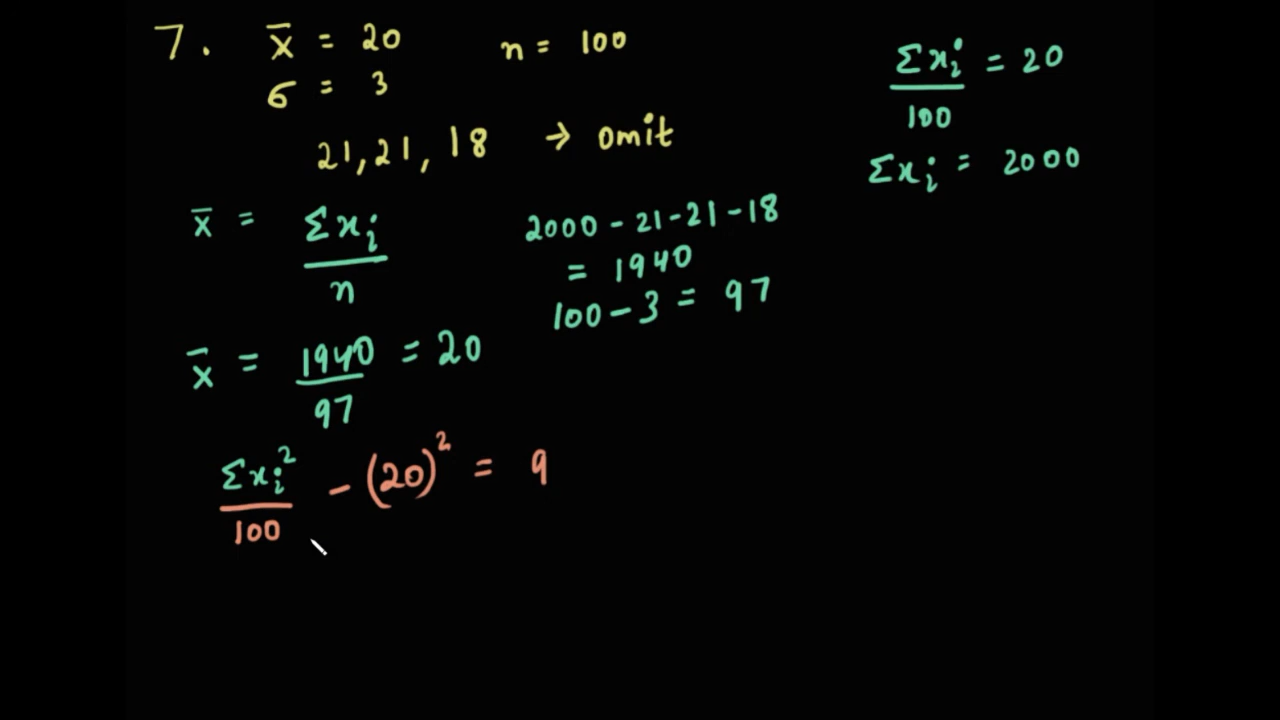 7. x̄ = 20 n = 100
σ = 3
21, 21, 18 → omit
x̄ = Σxᵢ / n
2000 - 21 - 21 - 18
= 1940
100 - 3 = 97
x̄ = 1940 / 97 = 20
Σxᵢ² / 100 - (20)² = 9
Σxᵢ / 100 = 20
Σxᵢ = 2000